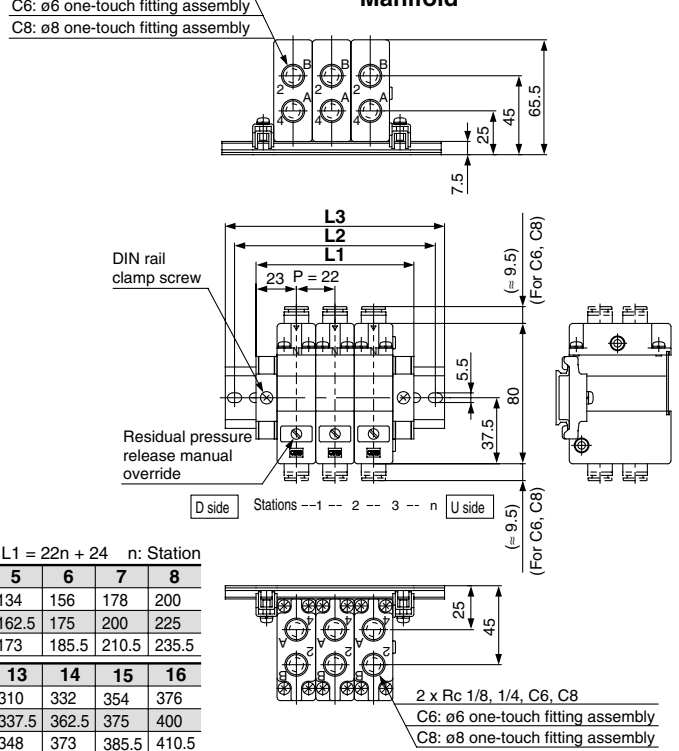 Manifold
C6: ø6 one-touch fitting assembly
C8: ø8 one-touch fitting assembly
B B B
2 2 2
A A A
4 4 4
25
45
65.5
7.5
L3
L2
L1
23 P = 22
(≈ 9.5)
(For C6, C8)
DIN rail
clamp screw
5.5
80
37.5
Residual pressure
release manual
override
D side Stations --1 -- 2 -- 3 -- n U side
(≈ 9.5)
(For C6, C8)
L1 = 22n + 24 n: Station
5 6 7 8
134 156 178 200
162.5 175 200 225
173 185.5 210.5 235.5
13 14 15 16
310 332 354 376
337.5 362.5 375 400
348 373 385.5 410.5
4 4 4
A A A
2 2 2
B B B
25
45
2 x Rc 1/8, 1/4, C6, C8
C6: ø6 one-touch fitting assembly
C8: ø8 one-touch fitting assembly